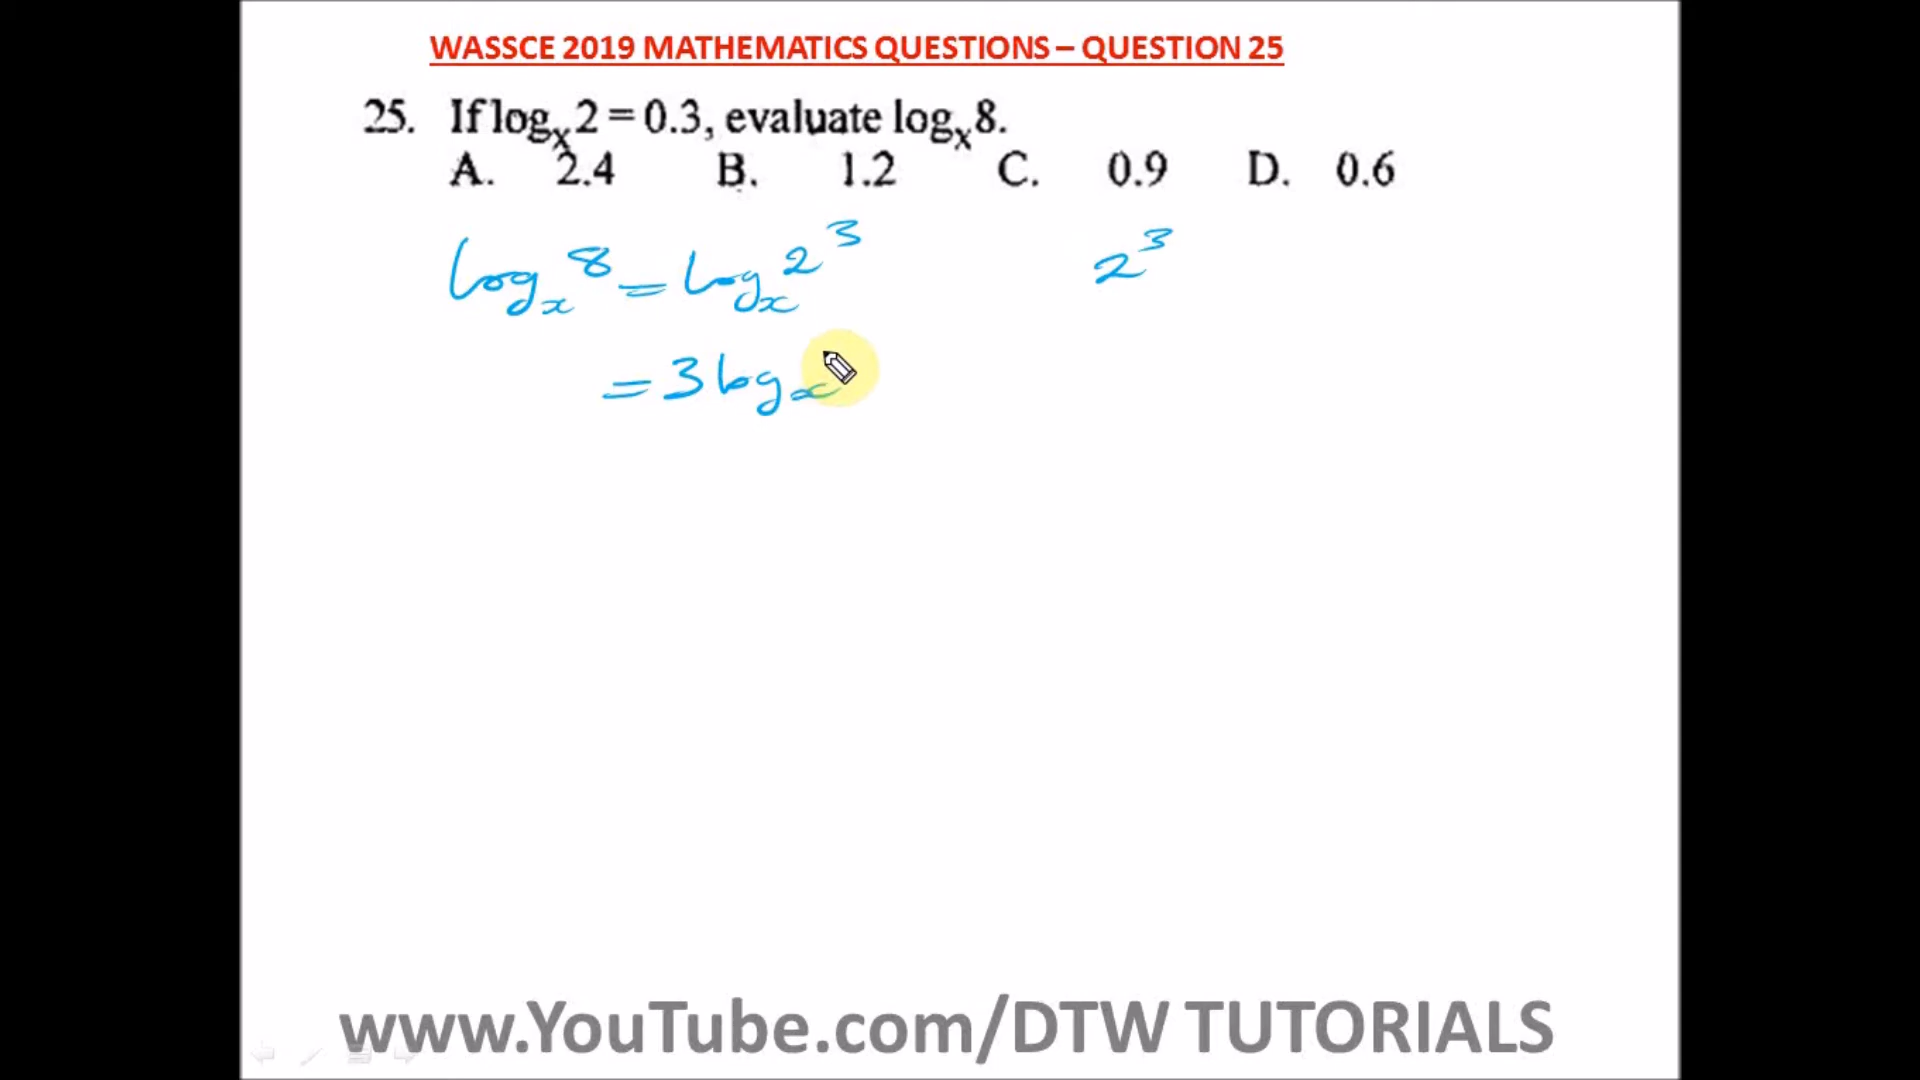 WASSCE 2019 MATHEMATICS QUESTIONS – QUESTION 25
25. If logₓ2 = 0.3, evaluate logₓ8.
A. 2.4 B. 1.2 C. 0.9 D. 0.6
logₓ8 = logₓ2³ 2³
= 3 logₓ
www.YouTube.com/DTW TUTORIALS